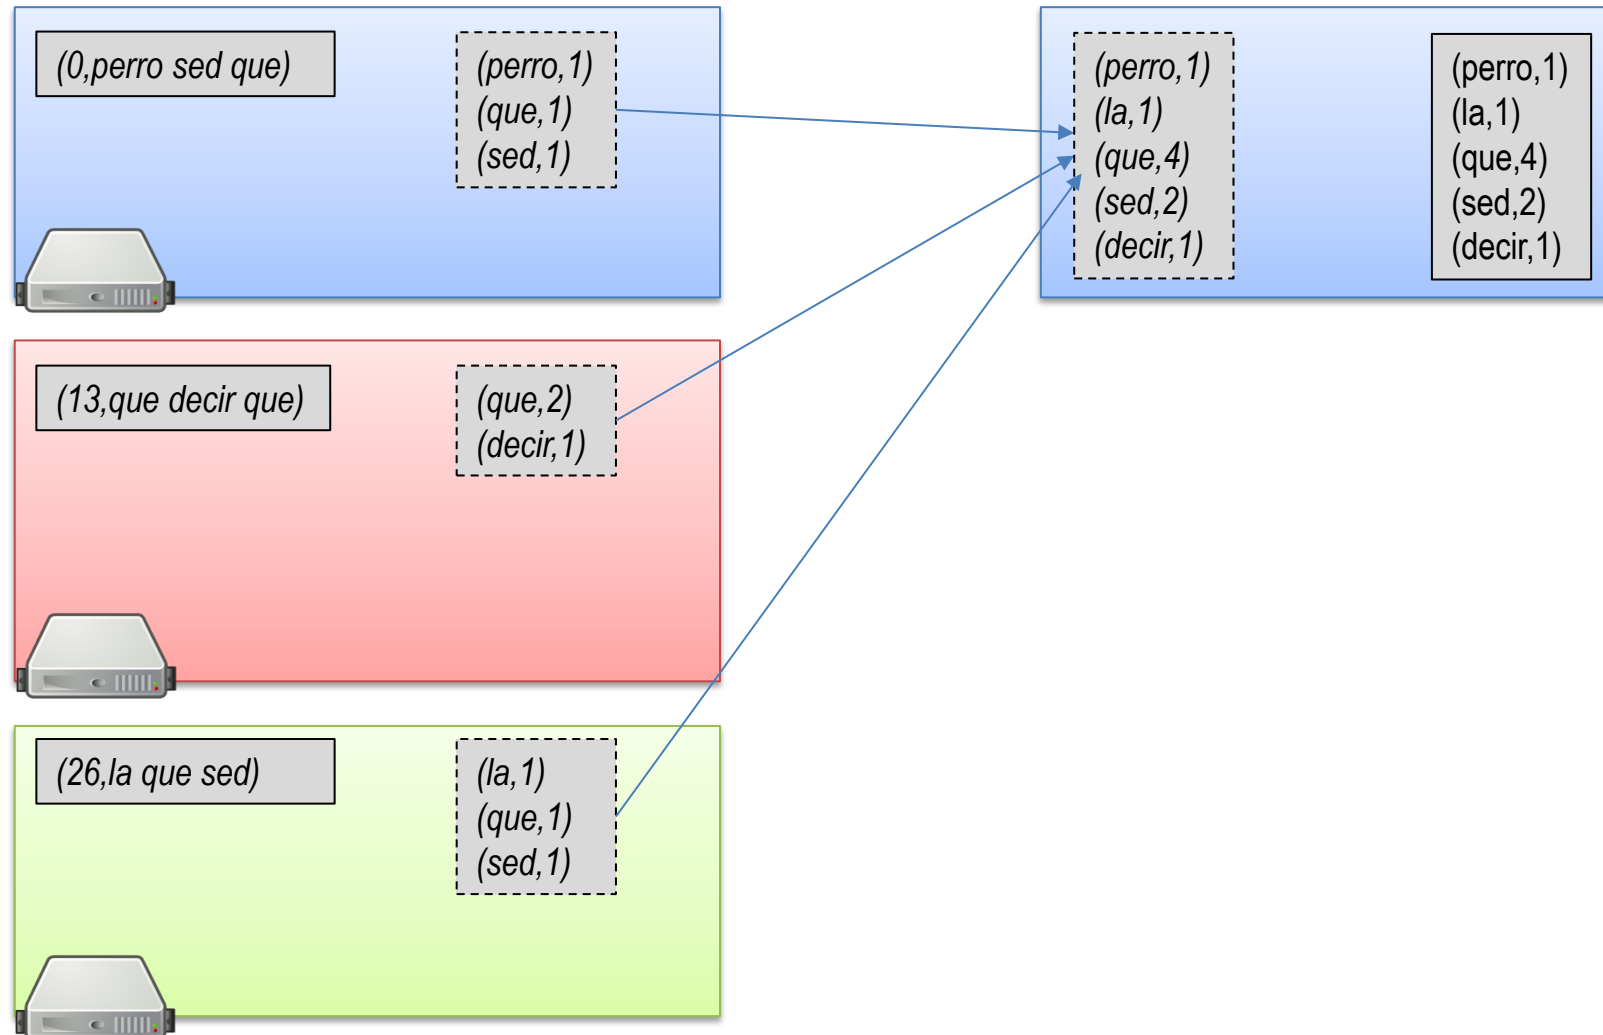 (0,perro sed que)
(perro,1)
(que,1)
(sed,1)
(perro,1)
(la,1)
(que,4)
(sed,2)
(decir,1)
(perro,1)
(la,1)
(que,4)
(sed,2)
(decir,1)
(13,que decir que)
(que,2)
(decir,1)
(26,la que sed)
(la,1)
(que,1)
(sed,1)